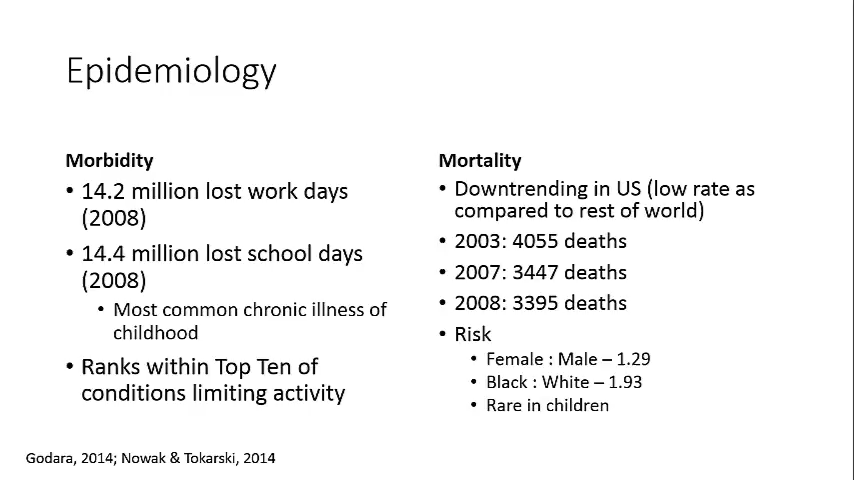 Epidemiology
Morbidity
• 14.2 million lost work days
(2008)
• 14.4 million lost school days
(2008)
• Most common chronic illness of
childhood
• Ranks within Top Ten of
conditions limiting activity
Mortality
• Downtrending in US (low rate as
compared to rest of world)
• 2003: 4055 deaths
• 2007: 3447 deaths
• 2008: 3395 deaths
• Risk
• Female : Male – 1.29
• Black : White – 1.93
• Rare in children
Godara, 2014; Nowak & Tokarski, 2014